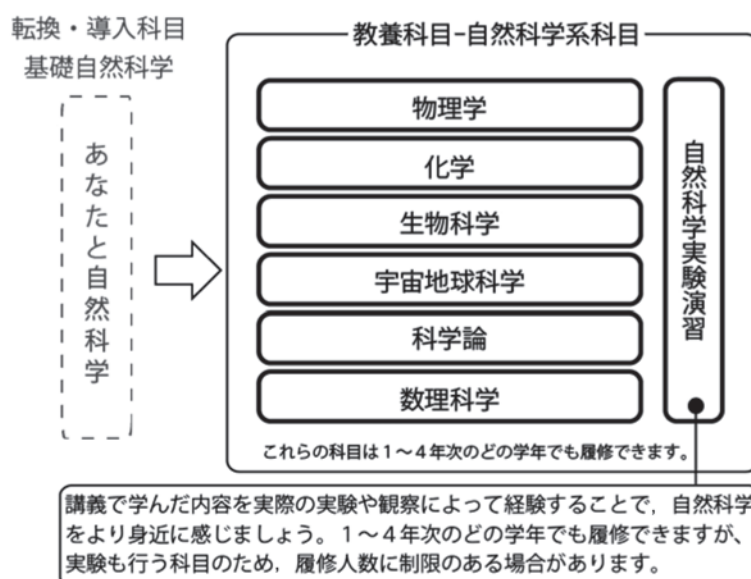 転換・導入科目
基礎自然科学
あなたと自然科学
教養科目-自然科学系科目
物理学
化学
生物科学
宇宙地球科学
科学論
数理科学
自然科学実験演習
これらの科目は1～4年次のどの学年でも履修できます。
講義で学んだ内容を実際の実験や観察によって経験することで，自然科学
をより身近に感じましょう。1～4年次のどの学年でも履修できますが、
実験も行う科目のため，履修人数に制限のある場合があります。